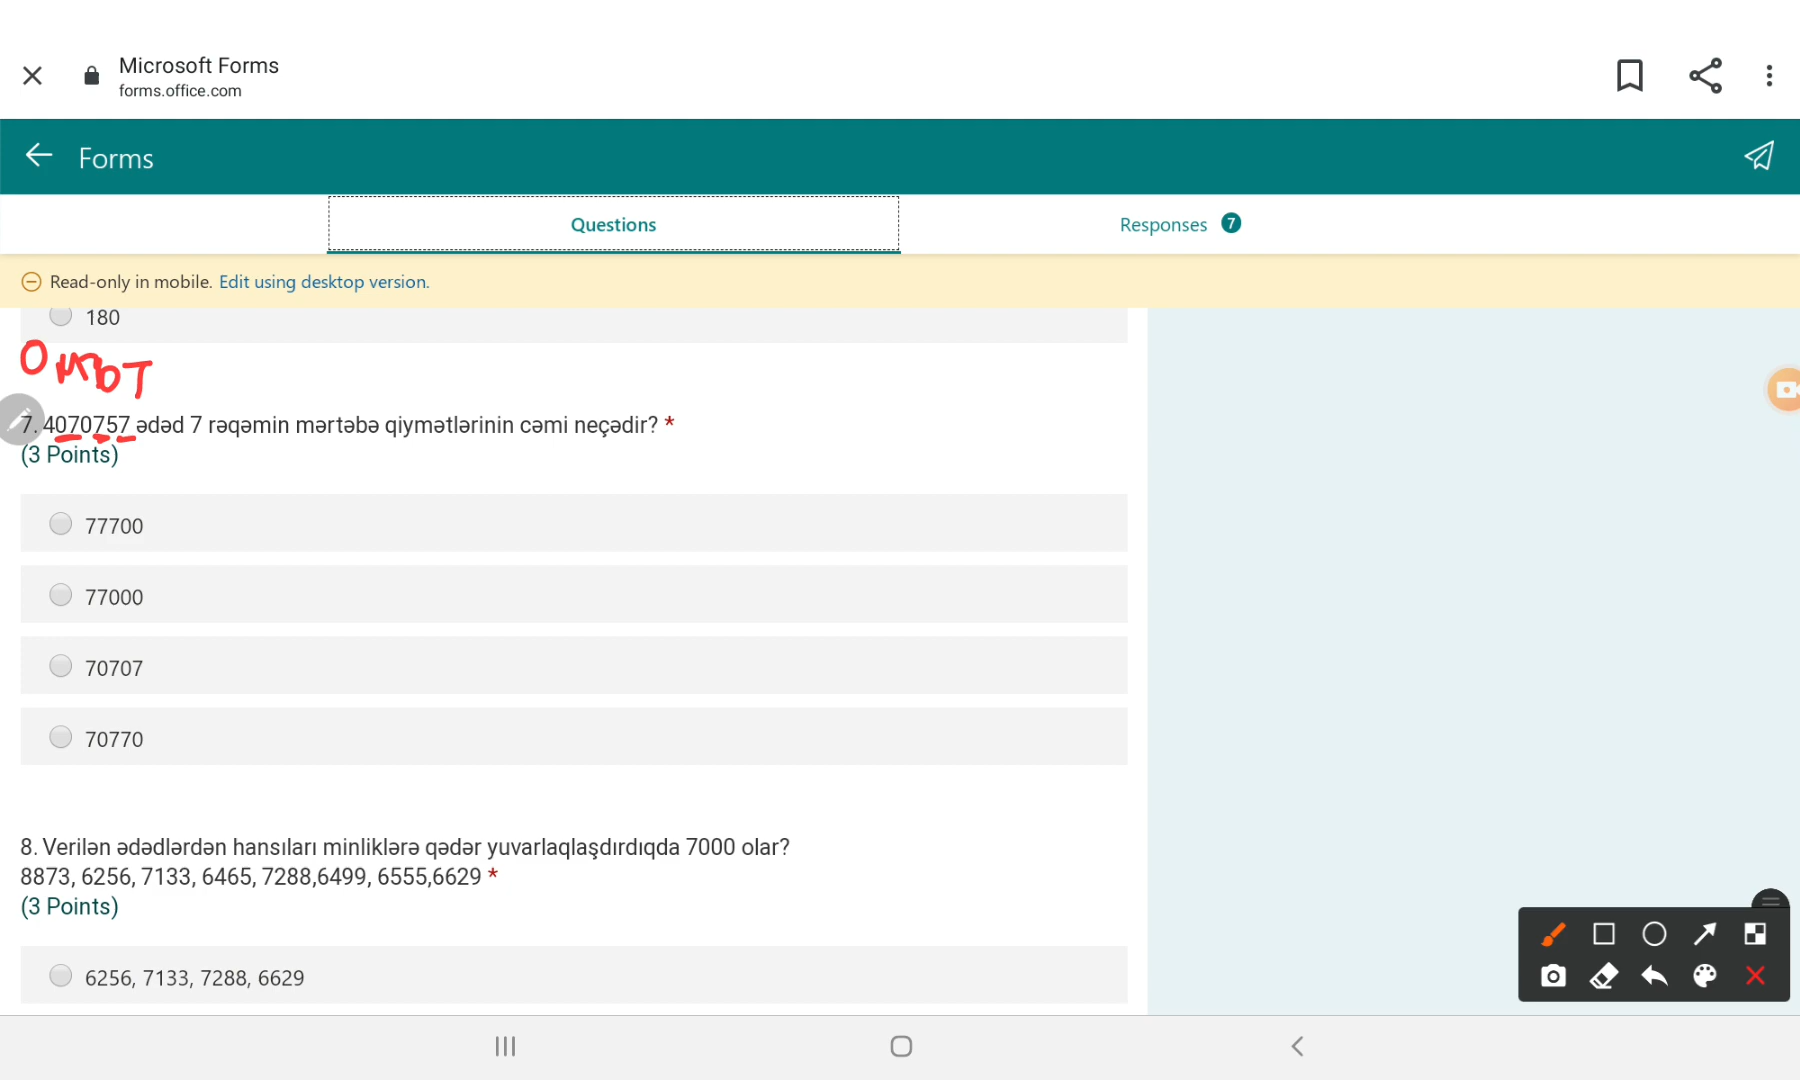 Microsoft Forms
forms.office.com
Forms
Questions
Responses 7
Read-only in mobile. Edit using desktop version.
180
7. 4070757 ədəd 7 rəqəmin mərtəbə qiymətlərinin cəmi neçədir? *
(3 Points)
77700
77000
70707
70770
8. Verilən ədədlərdən hansıları minliklərə qədər yuvarlaqlaşdırdıqda 7000 olar?
8873, 6256, 7133, 6465, 7288,6499, 6555,6629 *
(3 Points)
6256, 7133, 7288, 6629